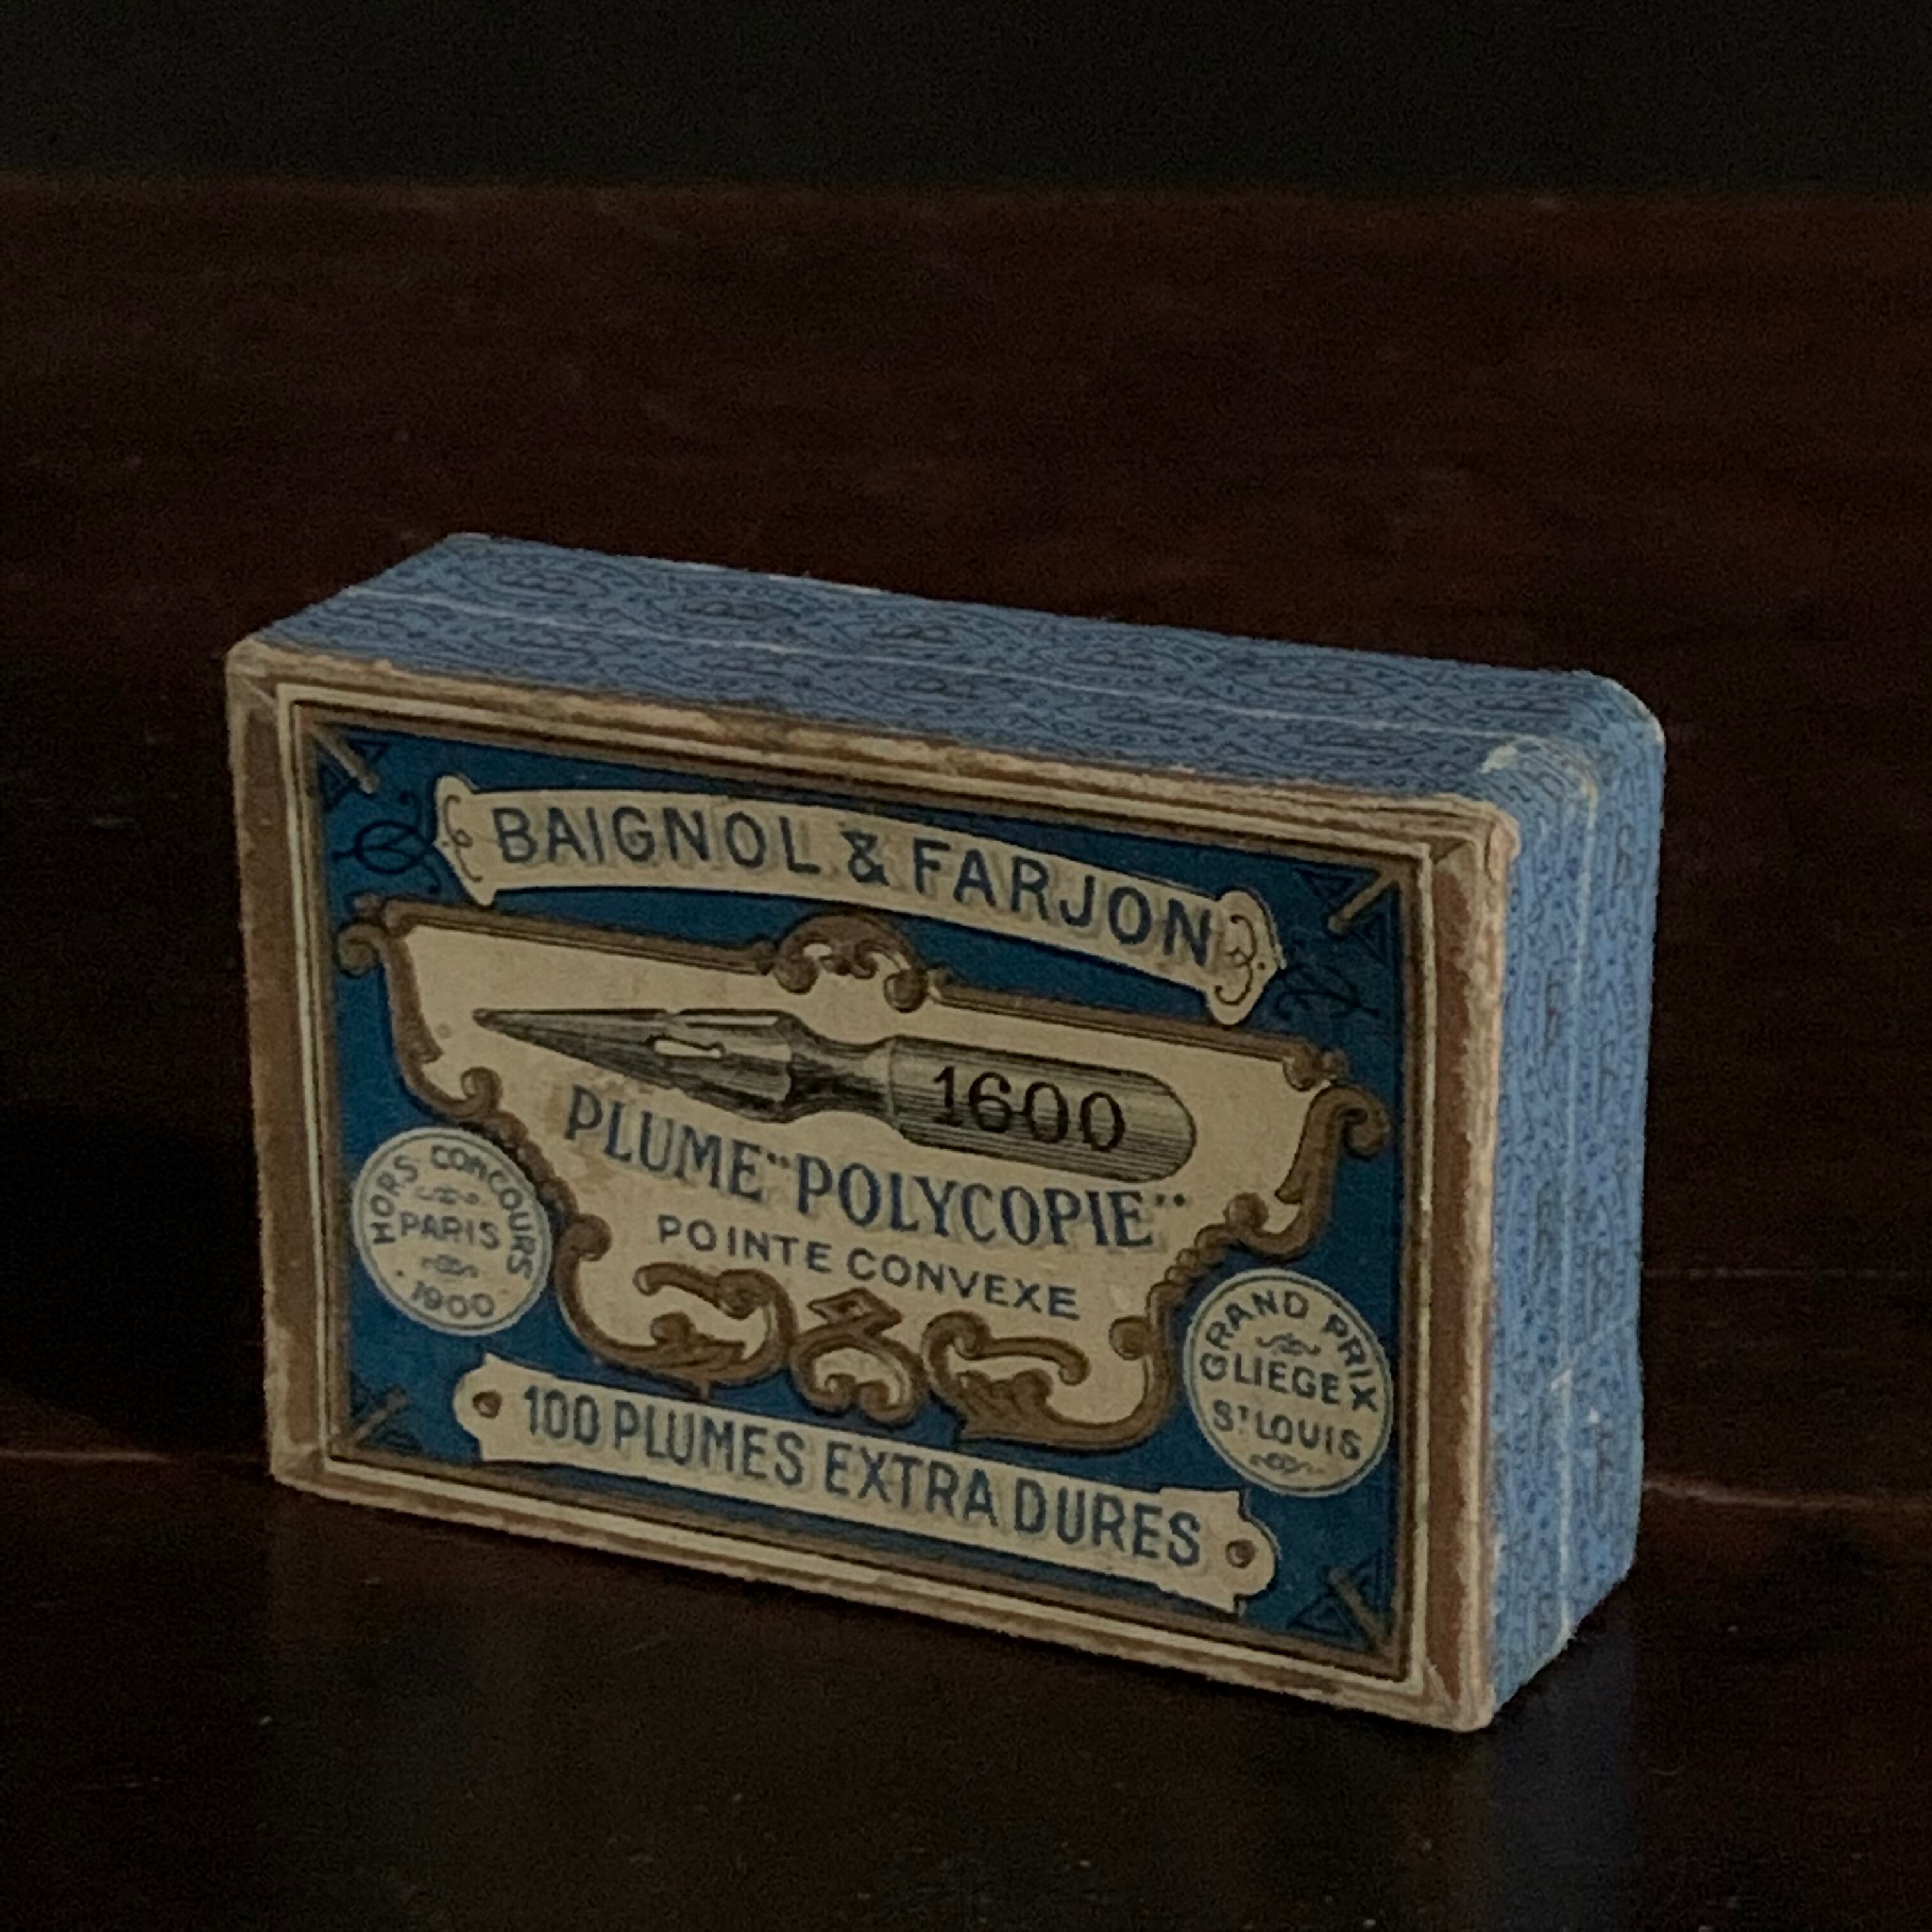 BAIGNOL & FARJON
1600
PLUME "POLYCOPIE"
POINTE CONVEXE
HORS CONCOURS
PARIS
1900
GRAND PRIX
LIEGE
ST LOUIS
100 PLUMES EXTRA DURES